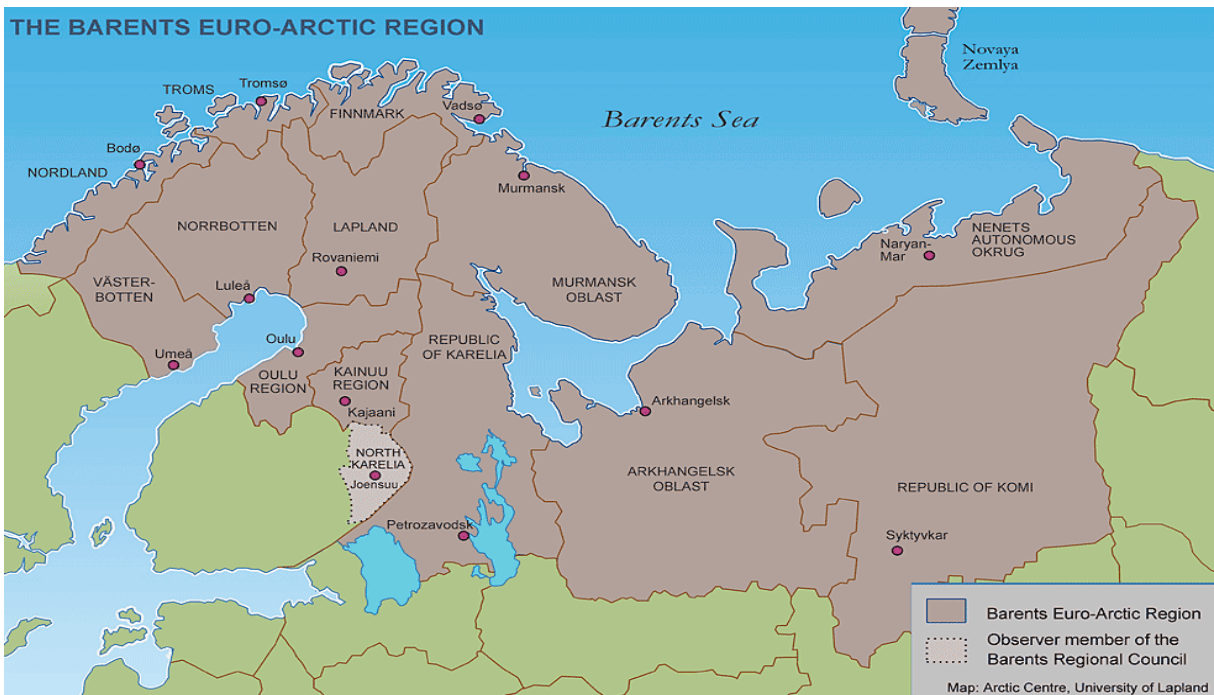 THE BARENTS EURO-ARCTIC REGION
Novaya
Zemlya
TROMS
Tromsø
FINNMARK
Vadsø
Barents Sea
Bodø
NORDLAND
Murmansk
NORRBOTTEN
LAPLAND
NENETS
AUTONOMOUS
OKRUG
Naryan-
Mar
Rovaniemi
VÄSTER-
BOTTEN
Luleå
MURMANSK
OBLAST
Oulu
REPUBLIC
OF KARELIA
Umeå
OULU
REGION
KAINUU
REGION
Kajaani
Arkhangelsk
NORTH
KARELIA
Joensuu
ARKHANGELSK
OBLAST
REPUBLIC OF KOMI
Petrozavodsk
Syktyvkar
Barents Euro-Arctic Region
Observer member of the
Barents Regional Council
Map: Arctic Centre, University of Lapland